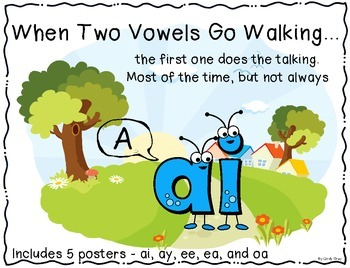 When Two Vowels Go Walking...
the first one does the talking.
Most of the time, but not always
A
ai
Includes 5 posters - ai, ay, ee, ea, and oa